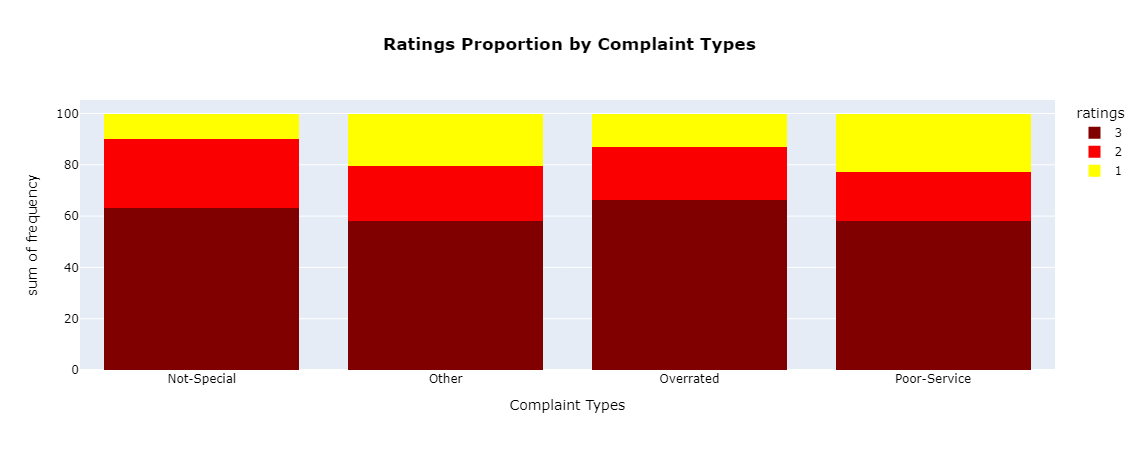 Ratings Proportion by Complaint Types
ratings
3
2
1
100
80
60
40
20
0
sum of frequency
Not-Special
Other
Overrated
Poor-Service
Complaint Types